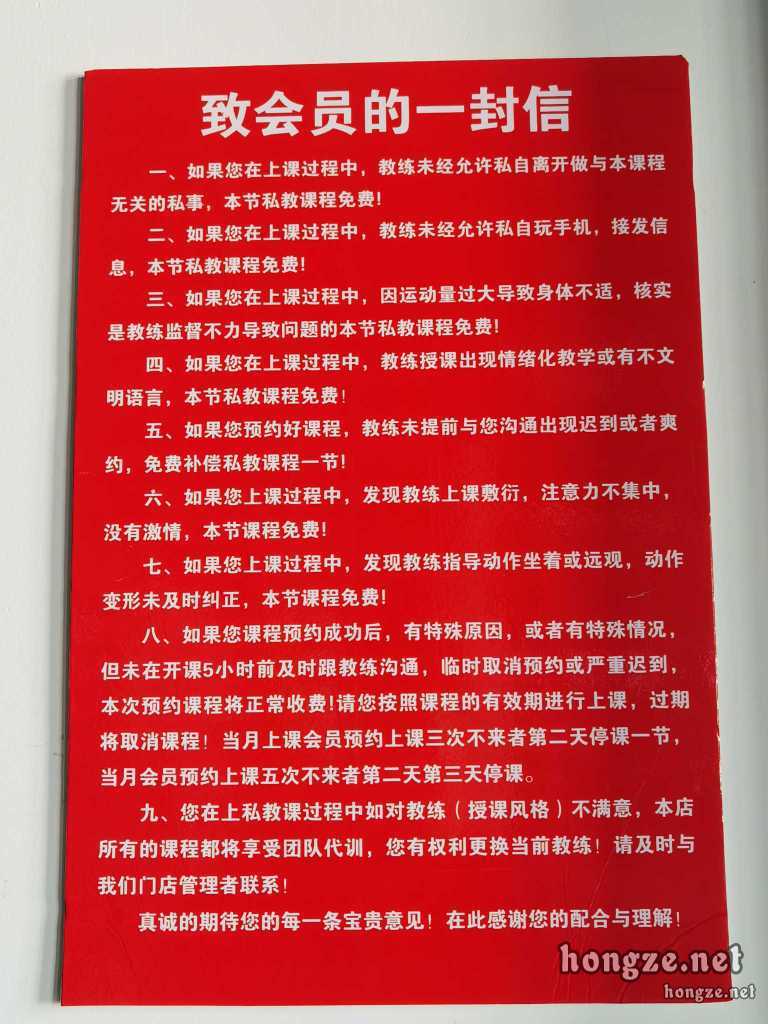 致会员的一封信
一、如果您在上课过程中，教练未经允许私自离开做与本课程
无关的私事，本节私教课程免费！
二、如果您在上课过程中，教练未经允许私自玩手机，接发信
息，本节私教课程免费！
三、如果您在上课过程中，因运动量过大导致身体不适，核实
是教练监督不力导致问题的本节私教课程免费！
四、如果您在上课过程中，教练授课出现情绪化教学或有不文
明语言，本节私教课程免费！
五、如果您预约好课程，教练未提前与您沟通出现迟到或者爽
约，免费补偿私教课程一节！
六、如果您上课过程中，发现教练上课敷衍，注意力不集中，
没有激情，本节课程免费！
七、如果您上课过程中，发现教练指导动作坐着或远观，动作
变形未及时纠正，本节课程免费！
八、如果您课程预约成功后，有特殊原因，或者有特殊情况，
但未在开课5小时前及时跟教练沟通，临时取消预约或严重迟到，
本次预约课程将正常收费！请您按照课程的有效期进行上课，过期
将取消课程！当月上课会员预约上课三次不来者第二天停课一节，
当月会员预约上课五次不来者第二天第三天停课。
九、您在上私教课过程中如对教练（授课风格）不满意，本店
所有的课程都将享受团队代训，您有权利更换当前教练！请及时与
我们门店管理者联系！
真诚的期待您的每一条宝贵意见！在此感谢您的配合与理解！
hongze.net
hongze.net